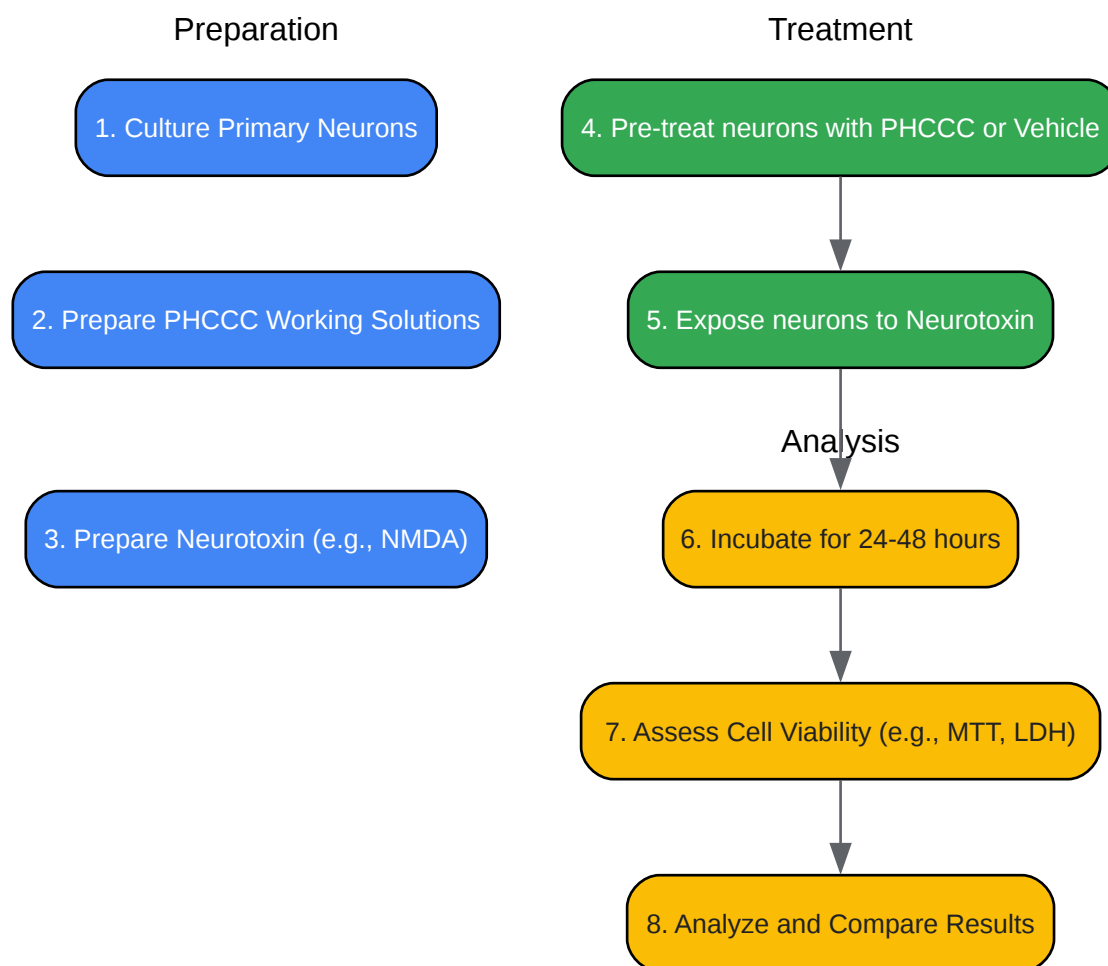 Preparation
1. Culture Primary Neurons
2. Prepare PHCCC Working Solutions
3. Prepare Neurotoxin (e.g., NMDA)
Treatment
4. Pre-treat neurons with PHCCC or Vehicle
5. Expose neurons to Neurotoxin
Analysis
6. Incubate for 24-48 hours
7. Assess Cell Viability (e.g., MTT, LDH)
8. Analyze and Compare Results